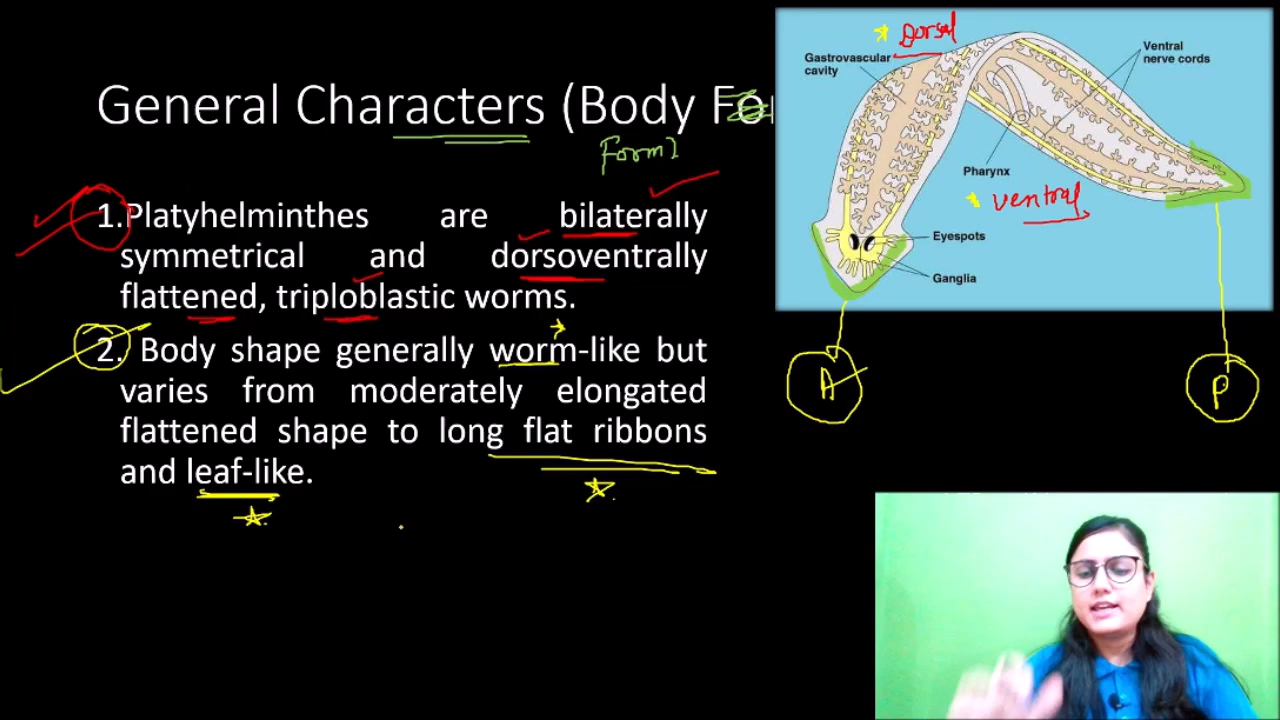 General Characters (Body Fo
Form)
1.Platyhelminthes are bilaterally
symmetrical and dorsoventrally
flattened, triploblastic worms.
2. Body shape generally worm-like but
varies from moderately elongated
flattened shape to long flat ribbons
and leaf-like.
Dorsal
Gastrovascular
cavity
Ventral
nerve cords
Pharynx
ventral
Eyespots
Ganglia
A
P